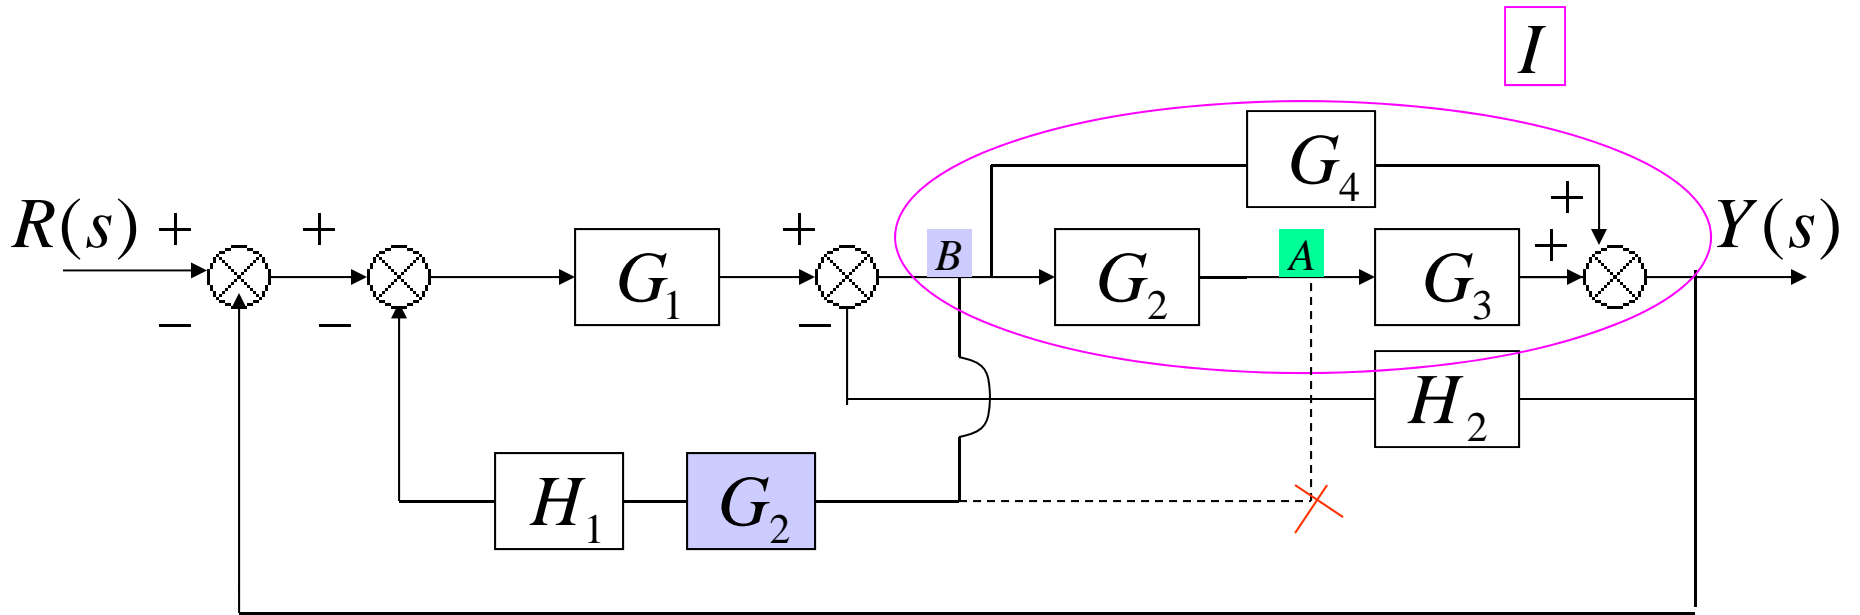 I
G4
R(s) + + + B A + + Y(s)
G1 G2 G3
− − −
H2
H1 G2